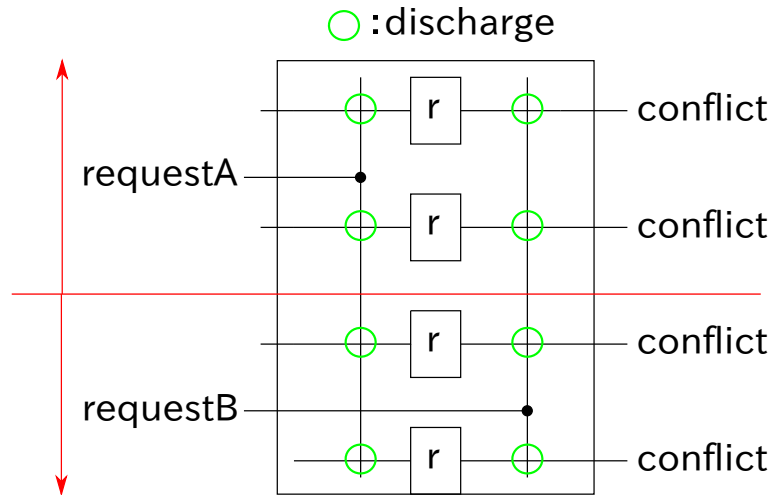 :discharge
r conflict
requestA
r conflict
r conflict
requestB
r conflict